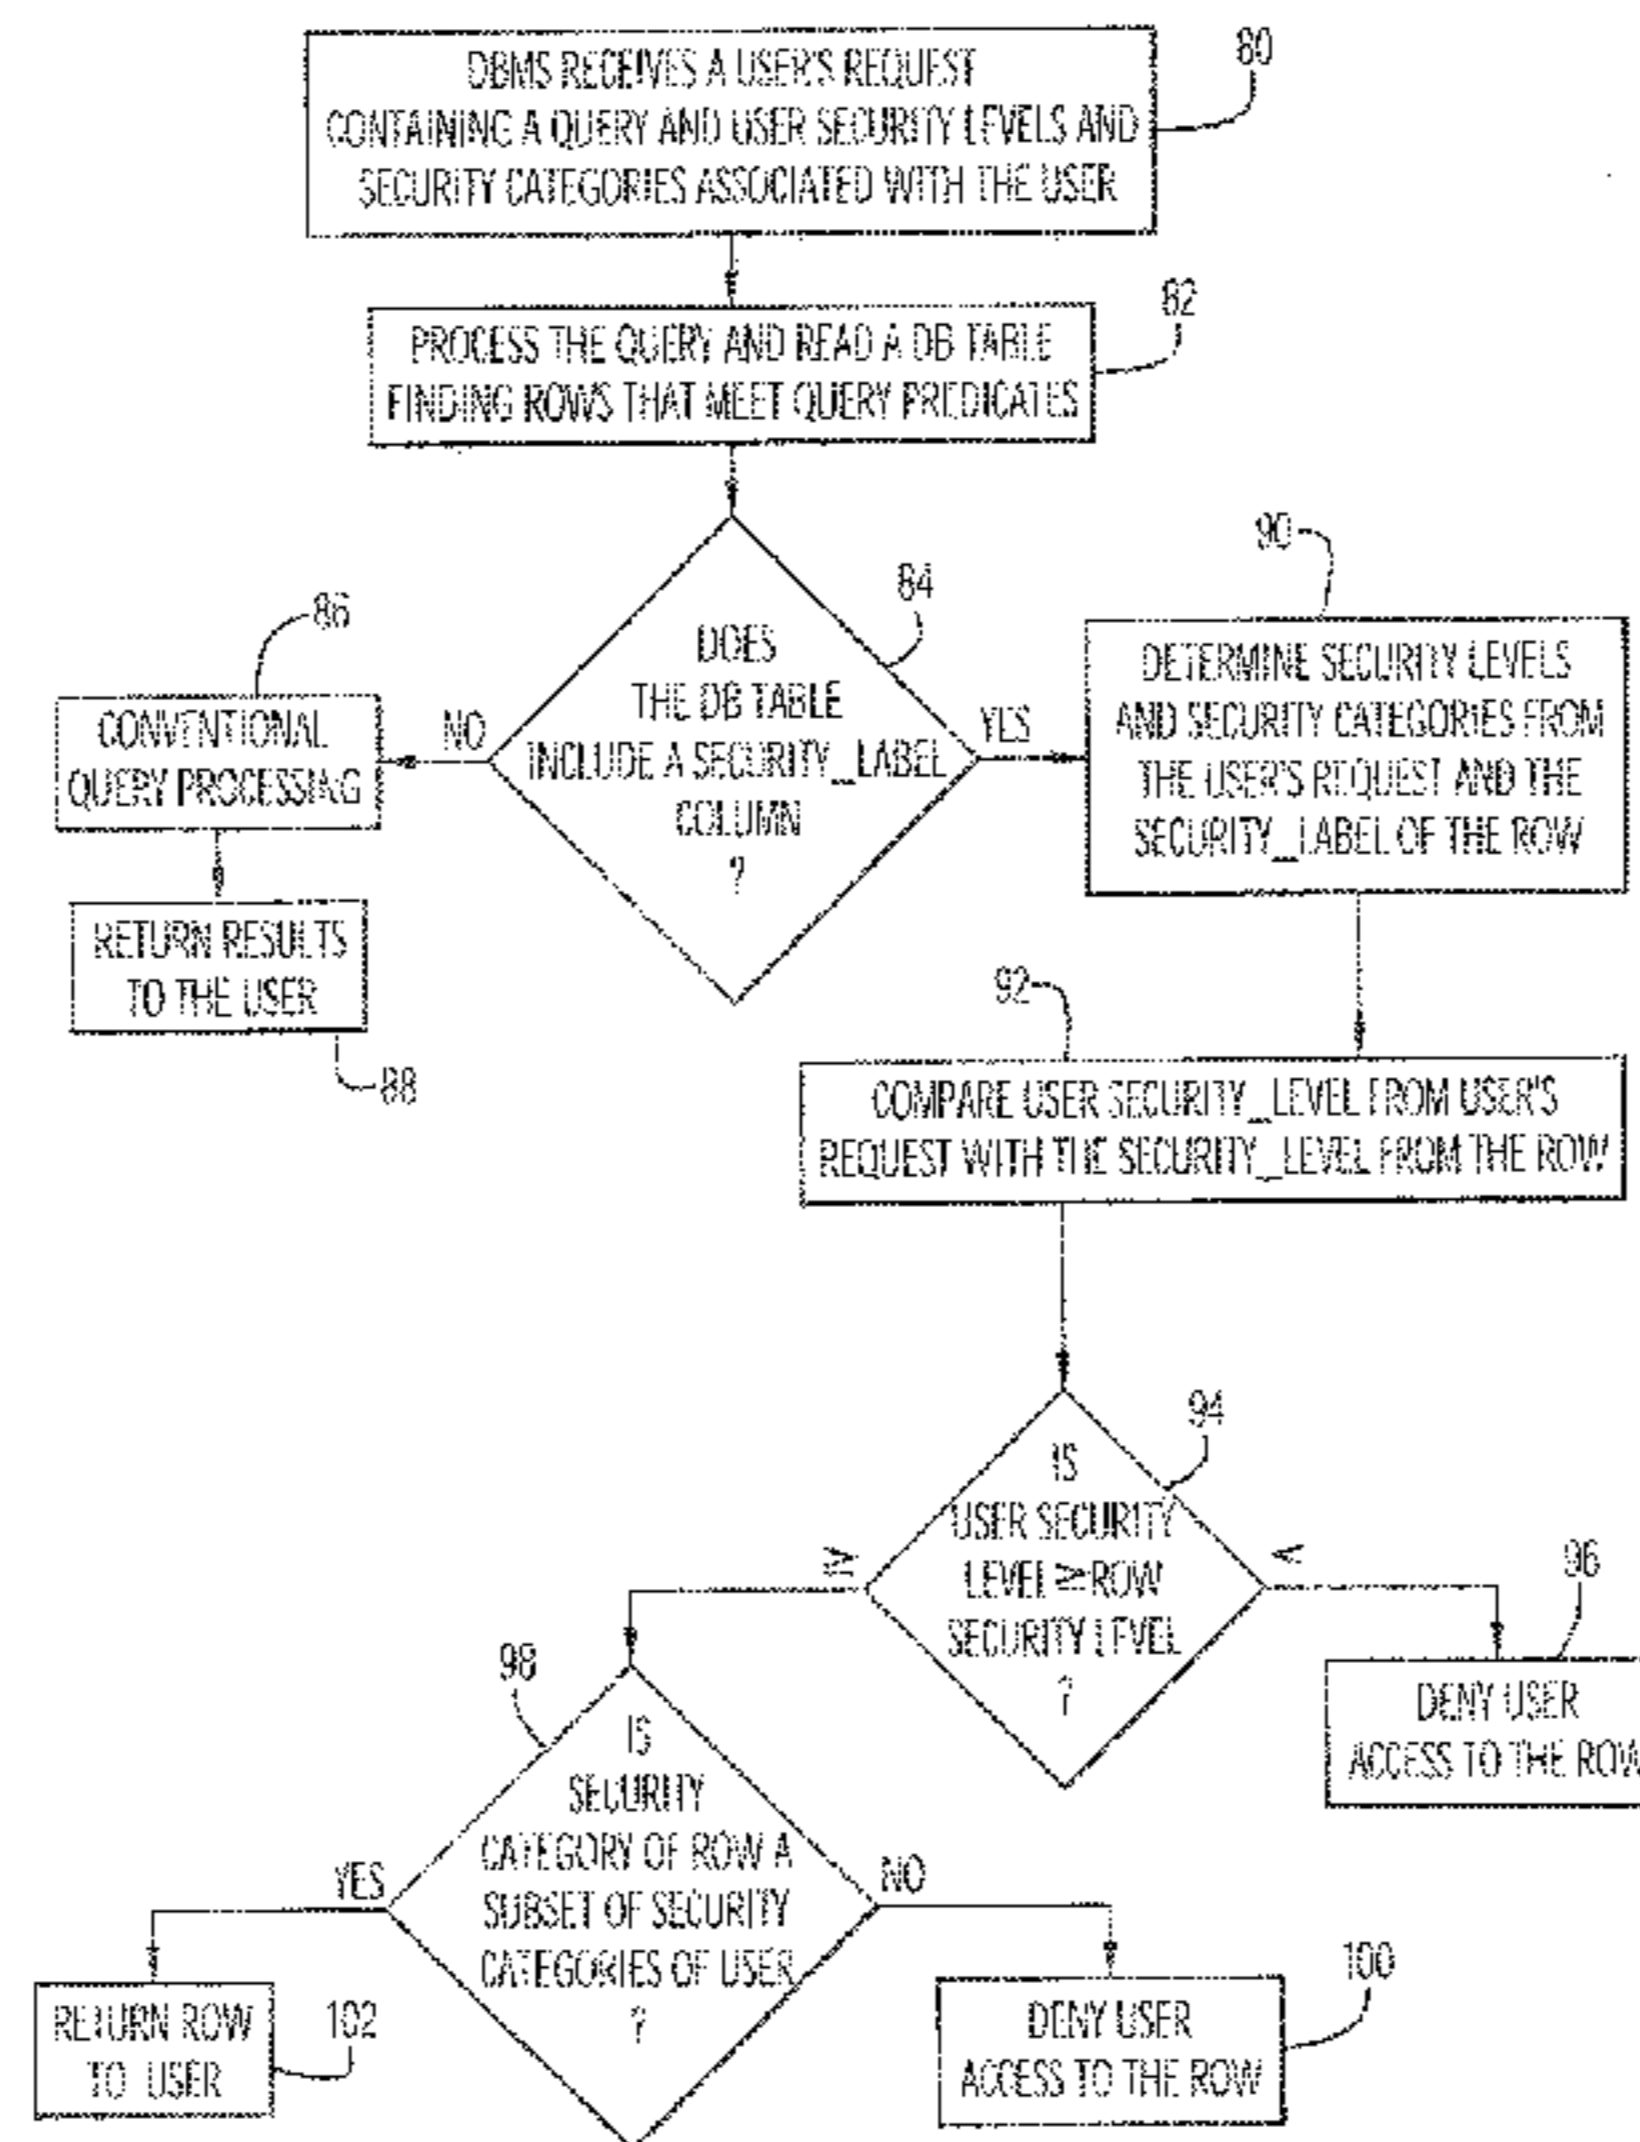 80
DBMS RECEIVES A USER'S REQUEST
CONTAINING A QUERY AND USER SECURITY LEVELS AND
SECURITY CATEGORIES ASSOCIATED WITH THE USER
82
PROCESS THE QUERY AND READ A DB TABLE
FINDING ROWS THAT MEET QUERY PREDICATES
84
DOES
THE DB TABLE
INCLUDE A SECURITY_LABEL
COLUMN
?
NO
YES
86
CONVENTIONAL
QUERY PROCESSING
RETURN RESULTS
TO THE USER
88
90
DETERMINE SECURITY LEVELS
AND SECURITY CATEGORIES FROM
THE USER'S REQUEST AND THE
SECURITY_LABEL OF THE ROW
92
COMPARE USER SECURITY_LEVEL FROM USER'S
REQUEST WITH THE SECURITY_LEVEL FROM THE ROW
94
IS
USER SECURITY
LEVEL ≥ ROW
SECURITY LEVEL
?
≥
<
96
DENY USER
ACCESS TO THE ROW
98
IS
SECURITY
CATEGORY OF ROW A
SUBSET OF SECURITY
CATEGORIES OF USER
?
YES
NO
RETURN ROW
TO USER
102
100
DENY USER
ACCESS TO THE ROW